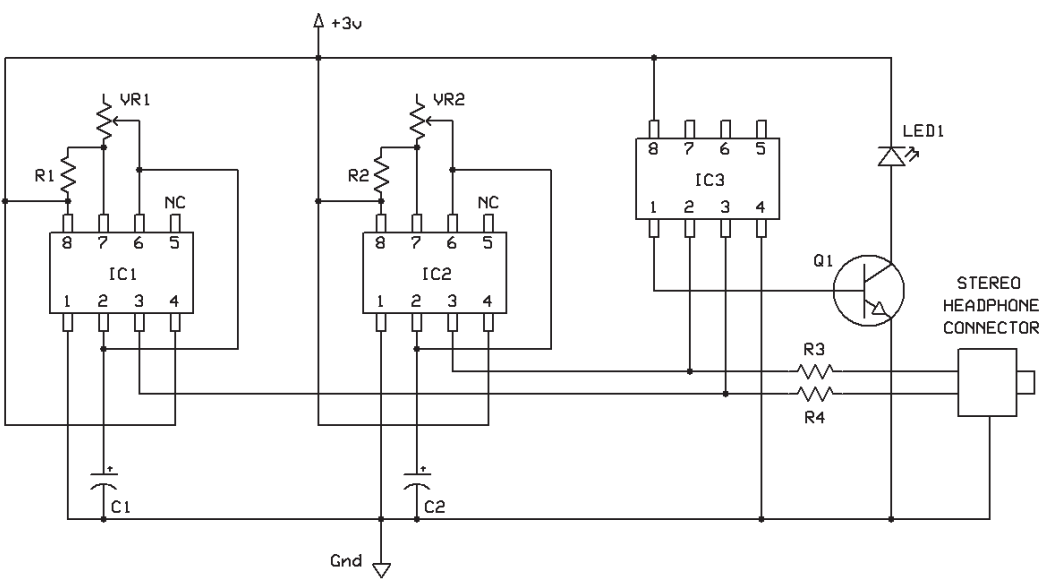 +3v
VR1
VR2
LED1
8 7 6 5
R1
R2
IC3
NC
NC
1 2 3 4
8 7 6 5
8 7 6 5
Q1
IC1
IC2
STEREO
HEADPHONE
CONNECTOR
1 2 3 4
1 2 3 4
R3
R4
+
+
C1
C2
Gnd